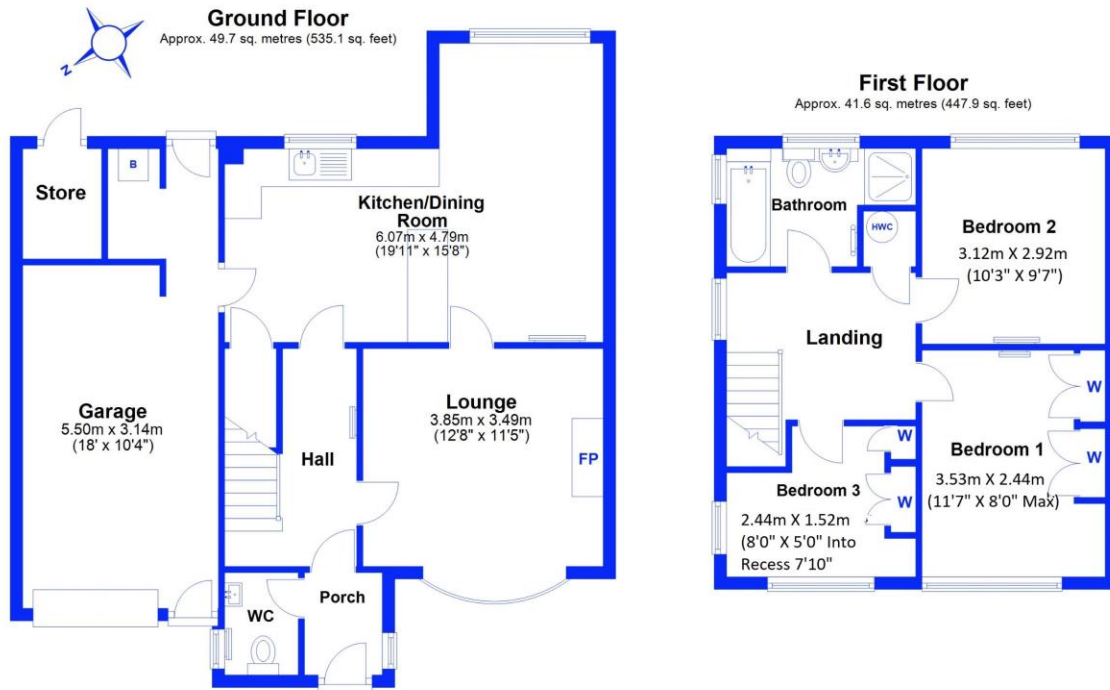 Ground Floor
Approx. 49.7 sq. metres (535.1 sq. feet)
N
Store
B
Kitchen/Dining
Room
6.07m x 4.79m
(19'11" x 15'8")
Garage
5.50m x 3.14m
(18' x 10'4")
Hall
Lounge
3.85m x 3.49m
(12'8" x 11'5")
FP
WC
Porch
First Floor
Approx. 41.6 sq. metres (447.9 sq. feet)
Bathroom
HWC
Bedroom 2
3.12m X 2.92m
(10'3" X 9'7")
Landing
W
W
Bedroom 1
3.53m X 2.44m
(11'7" X 8'0" Max)
W
W
Bedroom 3
2.44m X 1.52m
(8'0" X 5'0" Into
Recess 7'10"